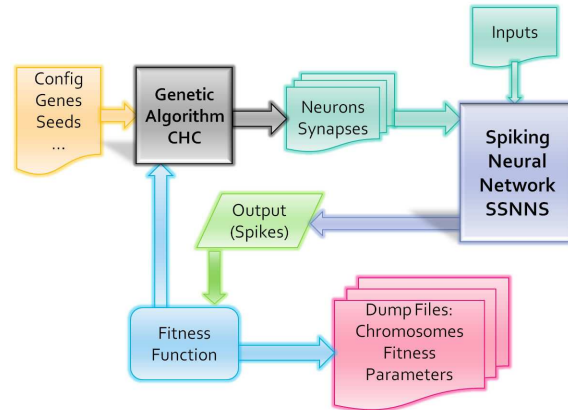 Inputs
Config
Genes
Seeds
...
Genetic
Algorithm
CHC
Neurons
Synapses
Spiking
Neural
Network
SSNNS
Output
(Spikes)
Fitness
Function
Dump Files:
Chromosomes
Fitness
Parameters